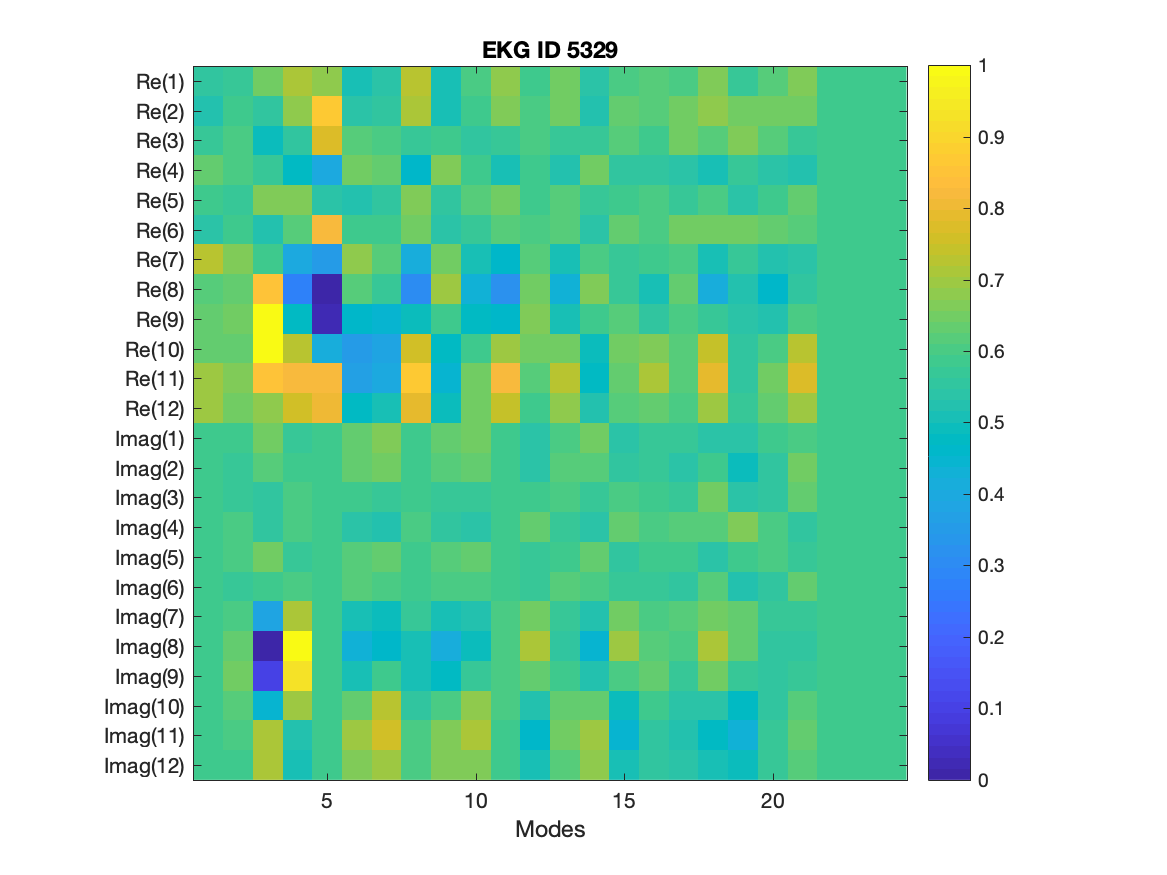 EKG ID 5329
Re(1)
Re(2)
Re(3)
Re(4)
Re(5)
Re(6)
Re(7)
Re(8)
Re(9)
Re(10)
Re(11)
Re(12)
Imag(1)
Imag(2)
Imag(3)
Imag(4)
Imag(5)
Imag(6)
Imag(7)
Imag(8)
Imag(9)
Imag(10)
Imag(11)
Imag(12)
5 10 15 20
Modes
1
0.9
0.8
0.7
0.6
0.5
0.4
0.3
0.2
0.1
0